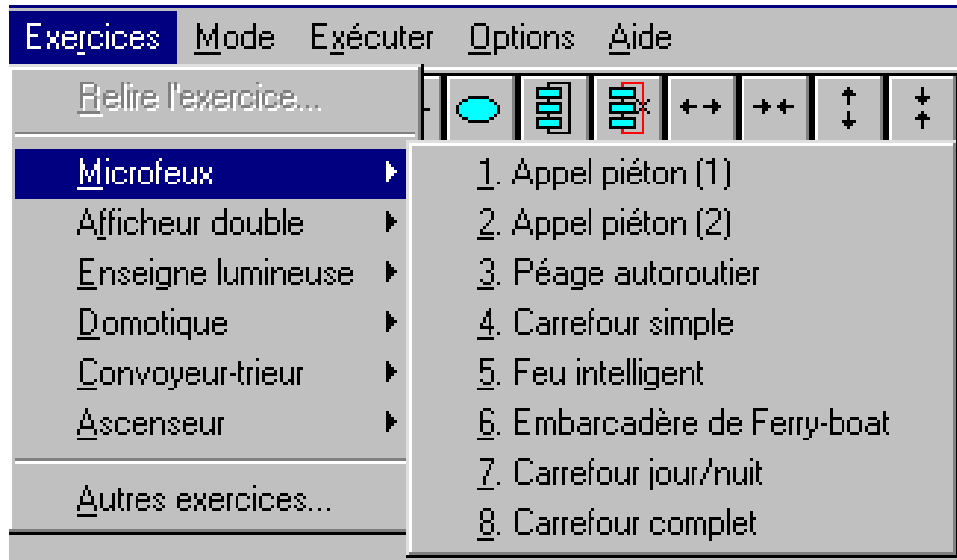 Exercices Mode Exécuter Options Aide
Relire l'exercice...
Microfeux
Afficheur double
Enseigne lumineuse
Domotique
Convoyeur-trieur
Ascenseur
Autres exercices...
1. Appel piéton (1)
2. Appel piéton (2)
3. Péage autoroutier
4. Carrefour simple
5. Feu intelligent
6. Embarcadère de Ferry-boat
7. Carrefour jour/nuit
8. Carrefour complet